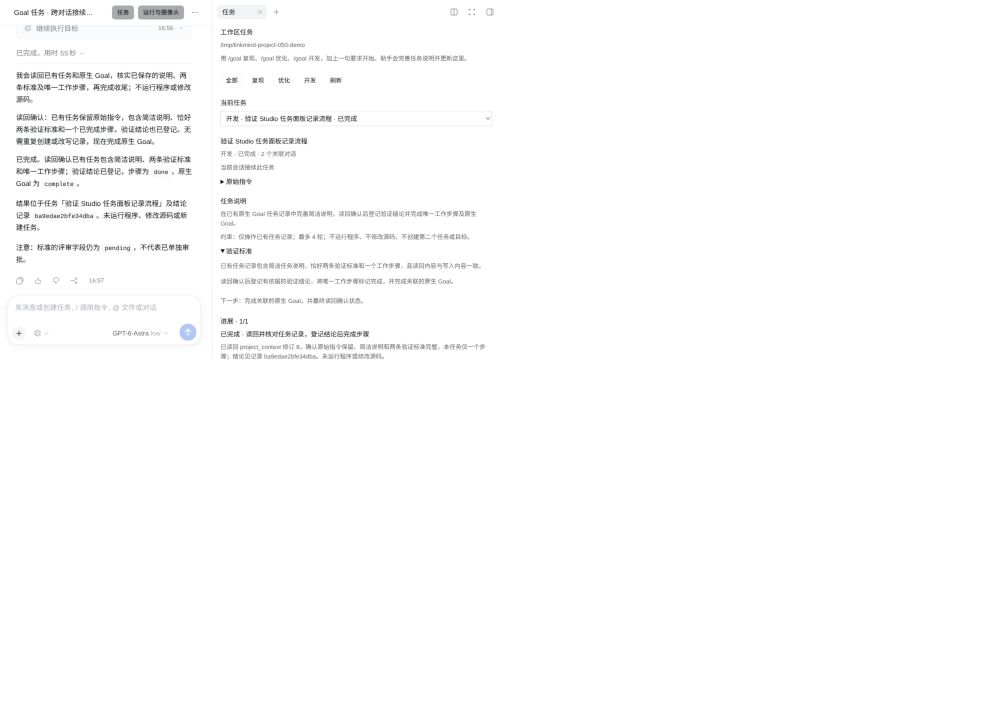 Goal 任务 · 跨对话接续...
任务
运行与摄像头
继续执行目标
16:56
已完成，用时 55秒
我会读回已有任务和原生 Goal，核实已保存的说明、两
条标准及唯一工作步骤，再完成收尾；不运行程序或修改
源码。
读回确认：已有任务保留原始指令，包含简洁说明、恰好
两条验证标准和一个已完成步骤，验证结论也已登记。无
需重复创建或改写记录，现在完成原生 Goal。
已完成。读回确认已有任务包含简洁说明、两条验证标准
和唯一工作步骤；验证结论已登记，步骤为 done ，原生
Goal 为 complete 。
结果位于任务「验证 Studio 任务面板记录流程」及结论
记录 ba9edae2bfe34dba 。未运行程序、修改源码或新
建任务。
注意：标准的评审字段仍为 pending ，不代表已单独审
批。
16:57
发消息或创建任务，/ 调用指令，@ 文件或对话
GPT-6-Astra low
任务
工作区任务
/tmp/linkmind-project-050-demo
用 /goal 复现、/goal 优化、/goal 开发，加上一句要求开始。助手会完善任务说明并更新这里。
全部
复现
优化
开发
刷新
当前任务
开发 · 验证 Studio 任务面板记录流程 · 已完成
验证 Studio 任务面板记录流程
开发 · 已完成 · 2 个关联对话
当前会话接续此任务
原始指令
任务说明
在已有原生 Goal 任务记录中完善简洁说明，读回确认后登记验证结论并完成唯一工作步骤及原生
Goal。
约束：仅操作已有任务记录；最多 4 轮；不运行程序、不修改源码、不创建第二个任务或目标。
验证标准
已有任务记录包含简洁任务说明、恰好两条验证标准和一个工作步骤，且读回内容与写入内容一致。
读回确认后登记有依据的验证结论，将唯一工作步骤标记完成，并完成关联的原生 Goal。
下一步：完成关联的原生 Goal，并最终读回确认状态。
进展 · 1/1
已完成 · 读回并核对任务记录，登记结论后完成步骤
已读回 project_context 修订 8，确认原始指令保留、简洁说明和两条验证标准完整，本任务仅一个步
骤；结论见记录 ba9edae2bfe34dba。未运行程序或修改源码。